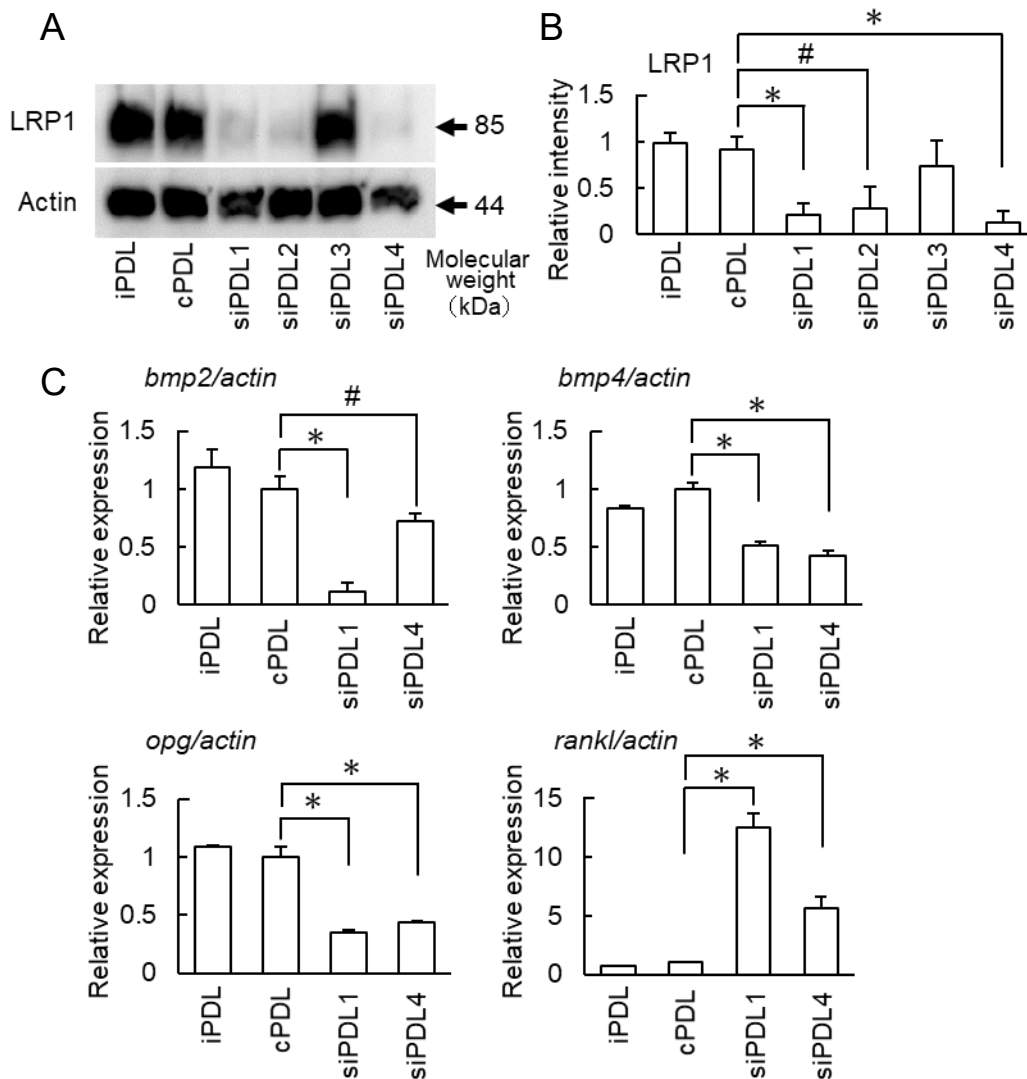 A
LRP1
85
Actin
44
iPDL
cPDL
siPDL1
siPDL2
siPDL3
siPDL4
Molecular
weight
（kDa）
B
LRP1
*
#
*
Relative intensity
1.5
1
0.5
0
iPDL
cPDL
siPDL1
siPDL2
siPDL3
siPDL4
C
bmp2/actin
#
*
Relative expression
1.5
1
0.5
0
iPDL
cPDL
siPDL1
siPDL4
bmp4/actin
*
*
Relative expression
1.5
1
0.5
0
iPDL
cPDL
siPDL1
siPDL4
opg/actin
*
*
Relative expression
1.5
1
0.5
0
iPDL
cPDL
siPDL1
siPDL4
rankl/actin
*
*
Relative expression
15
10
5
0
iPDL
cPDL
siPDL1
siPDL4